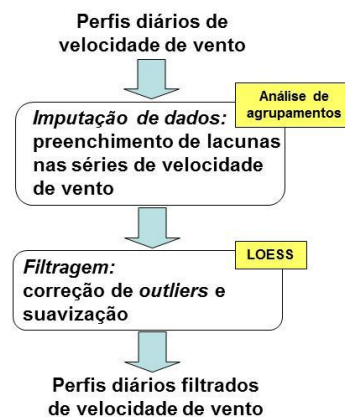 Perfis diários de
velocidade de vento
Análise de
agrupamentos
Imputação de dados:
preenchimento de lacunas
nas séries de velocidade
de vento
LOESS
Filtragem:
correção de outliers e
suavização
Perfis diários filtrados
de velocidade de vento